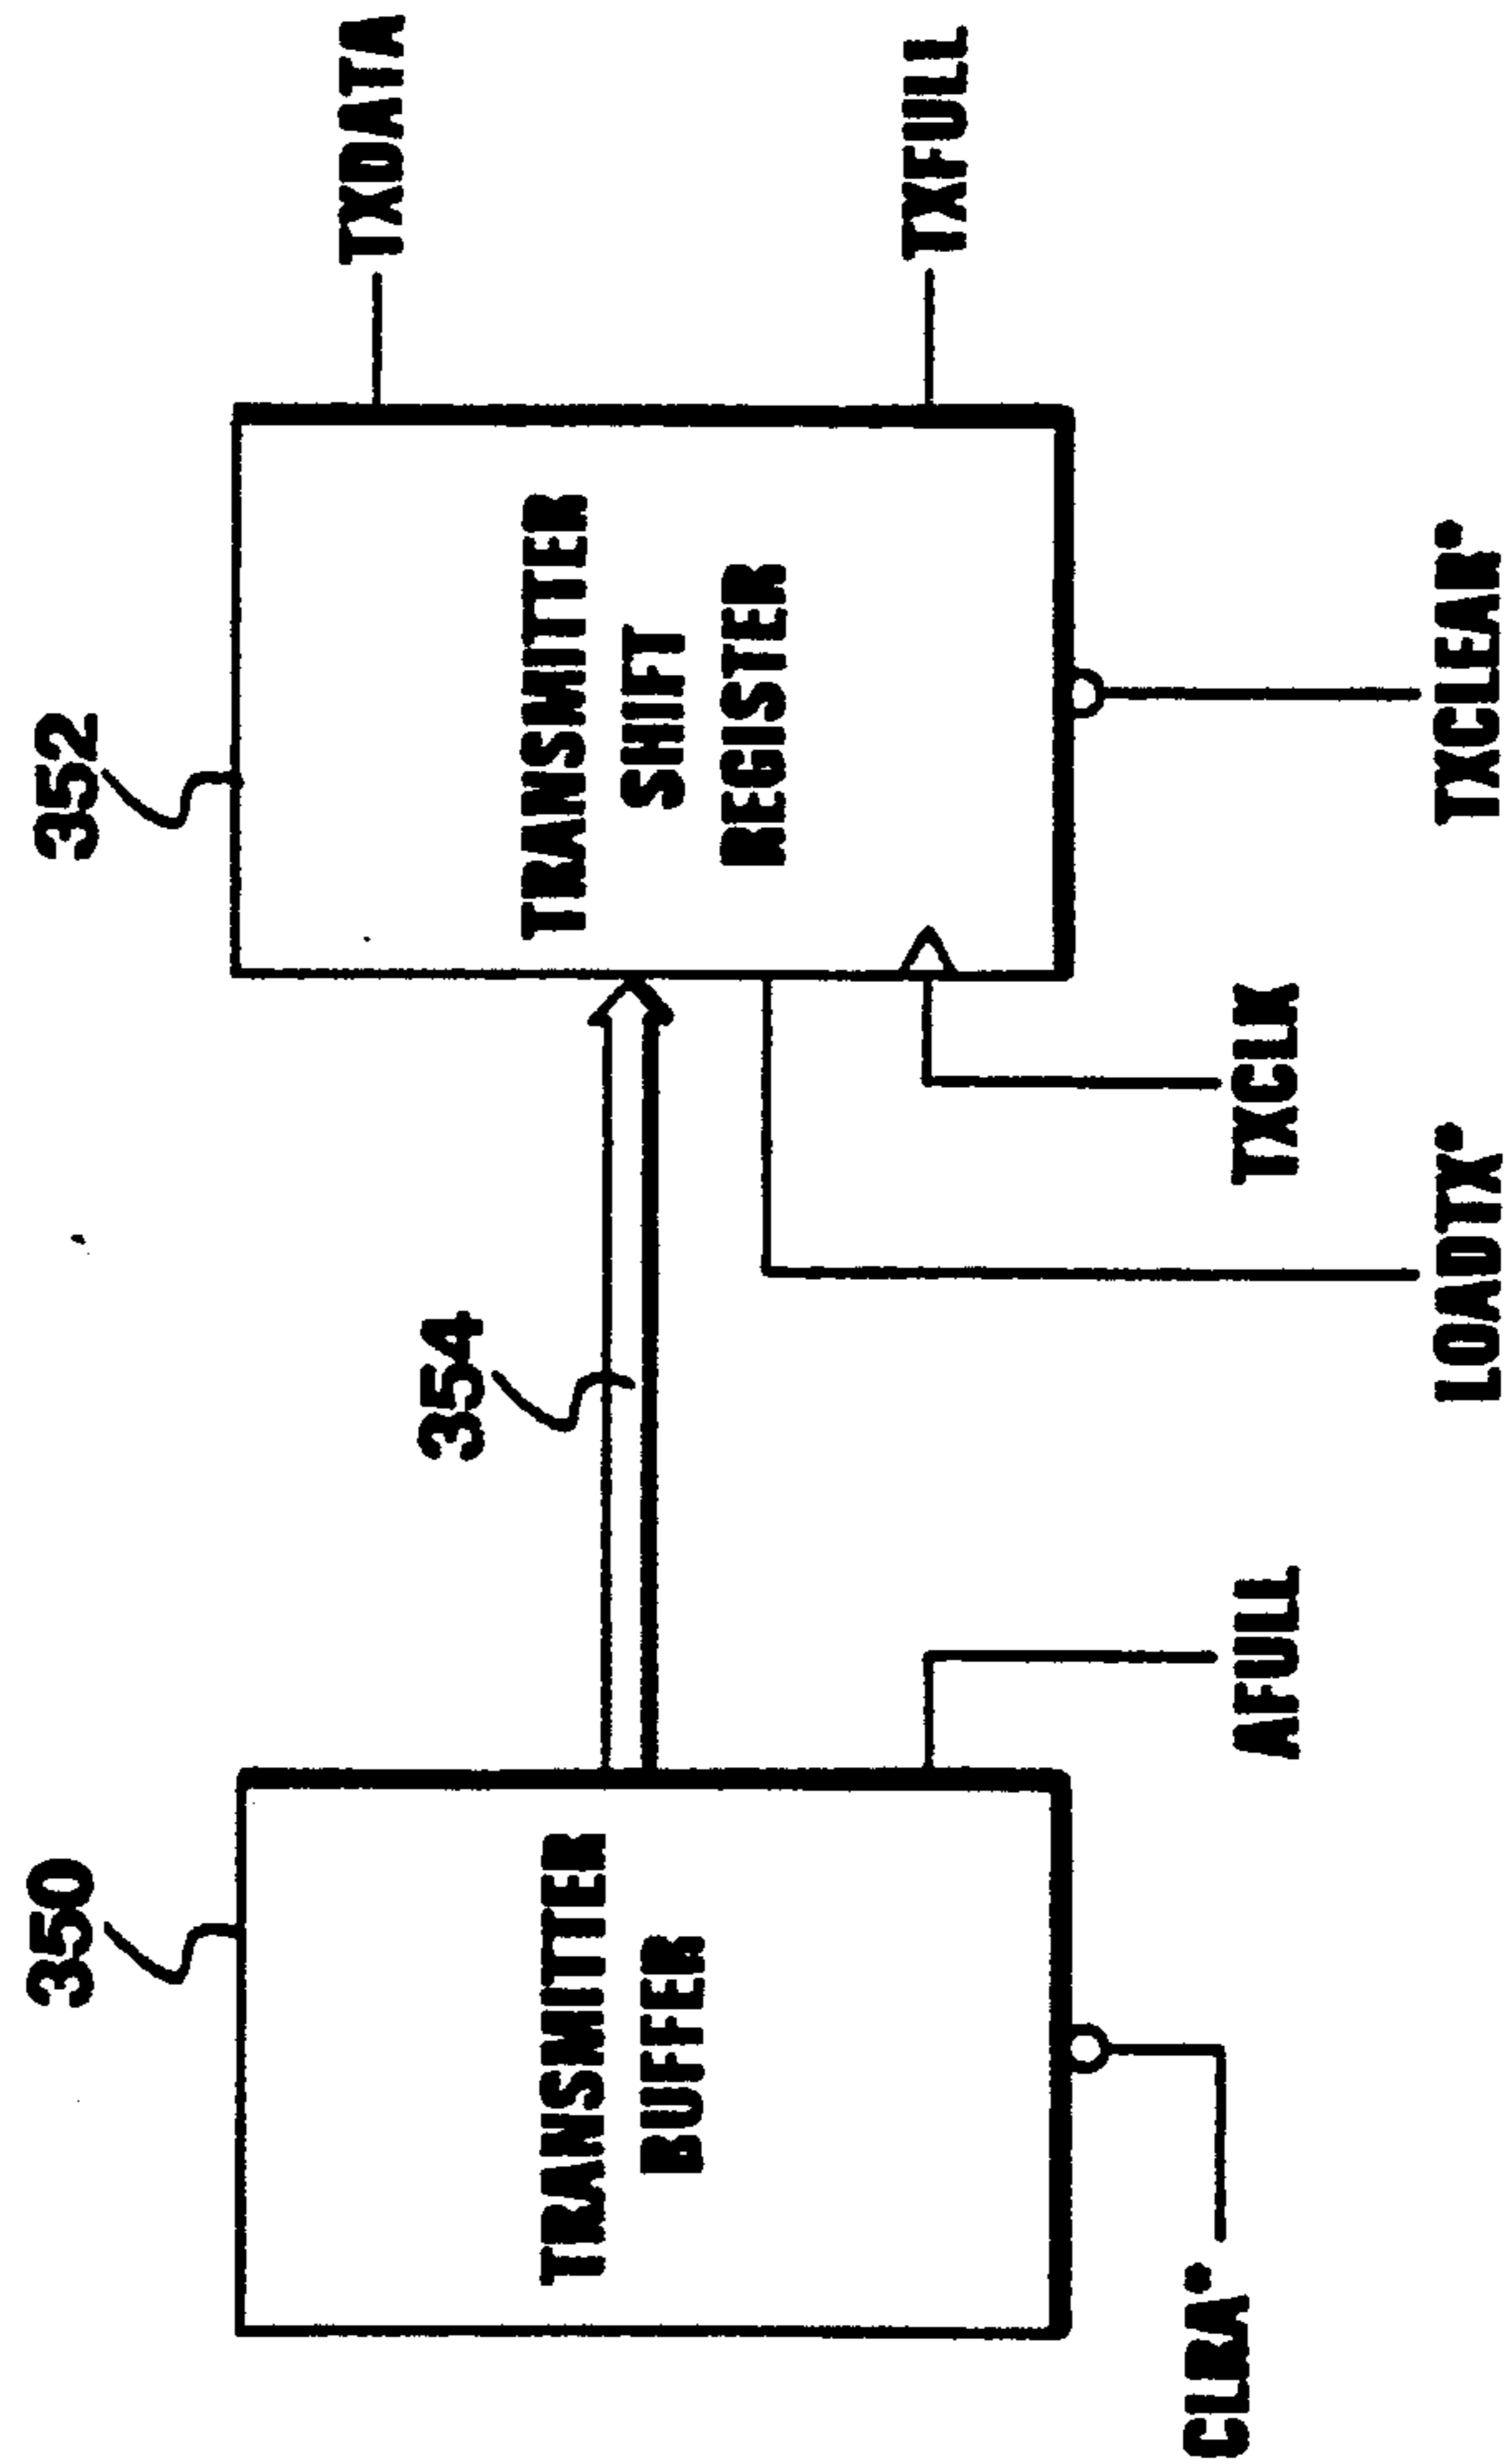 350
352
354
TRANSMITTER
BUFFER
TRANSMITTER
SHIFT
REGISTER
TXDATA
TXFULL
CLRA*
AFULL
LOADTX*
TXCLK
TXCLEAR*